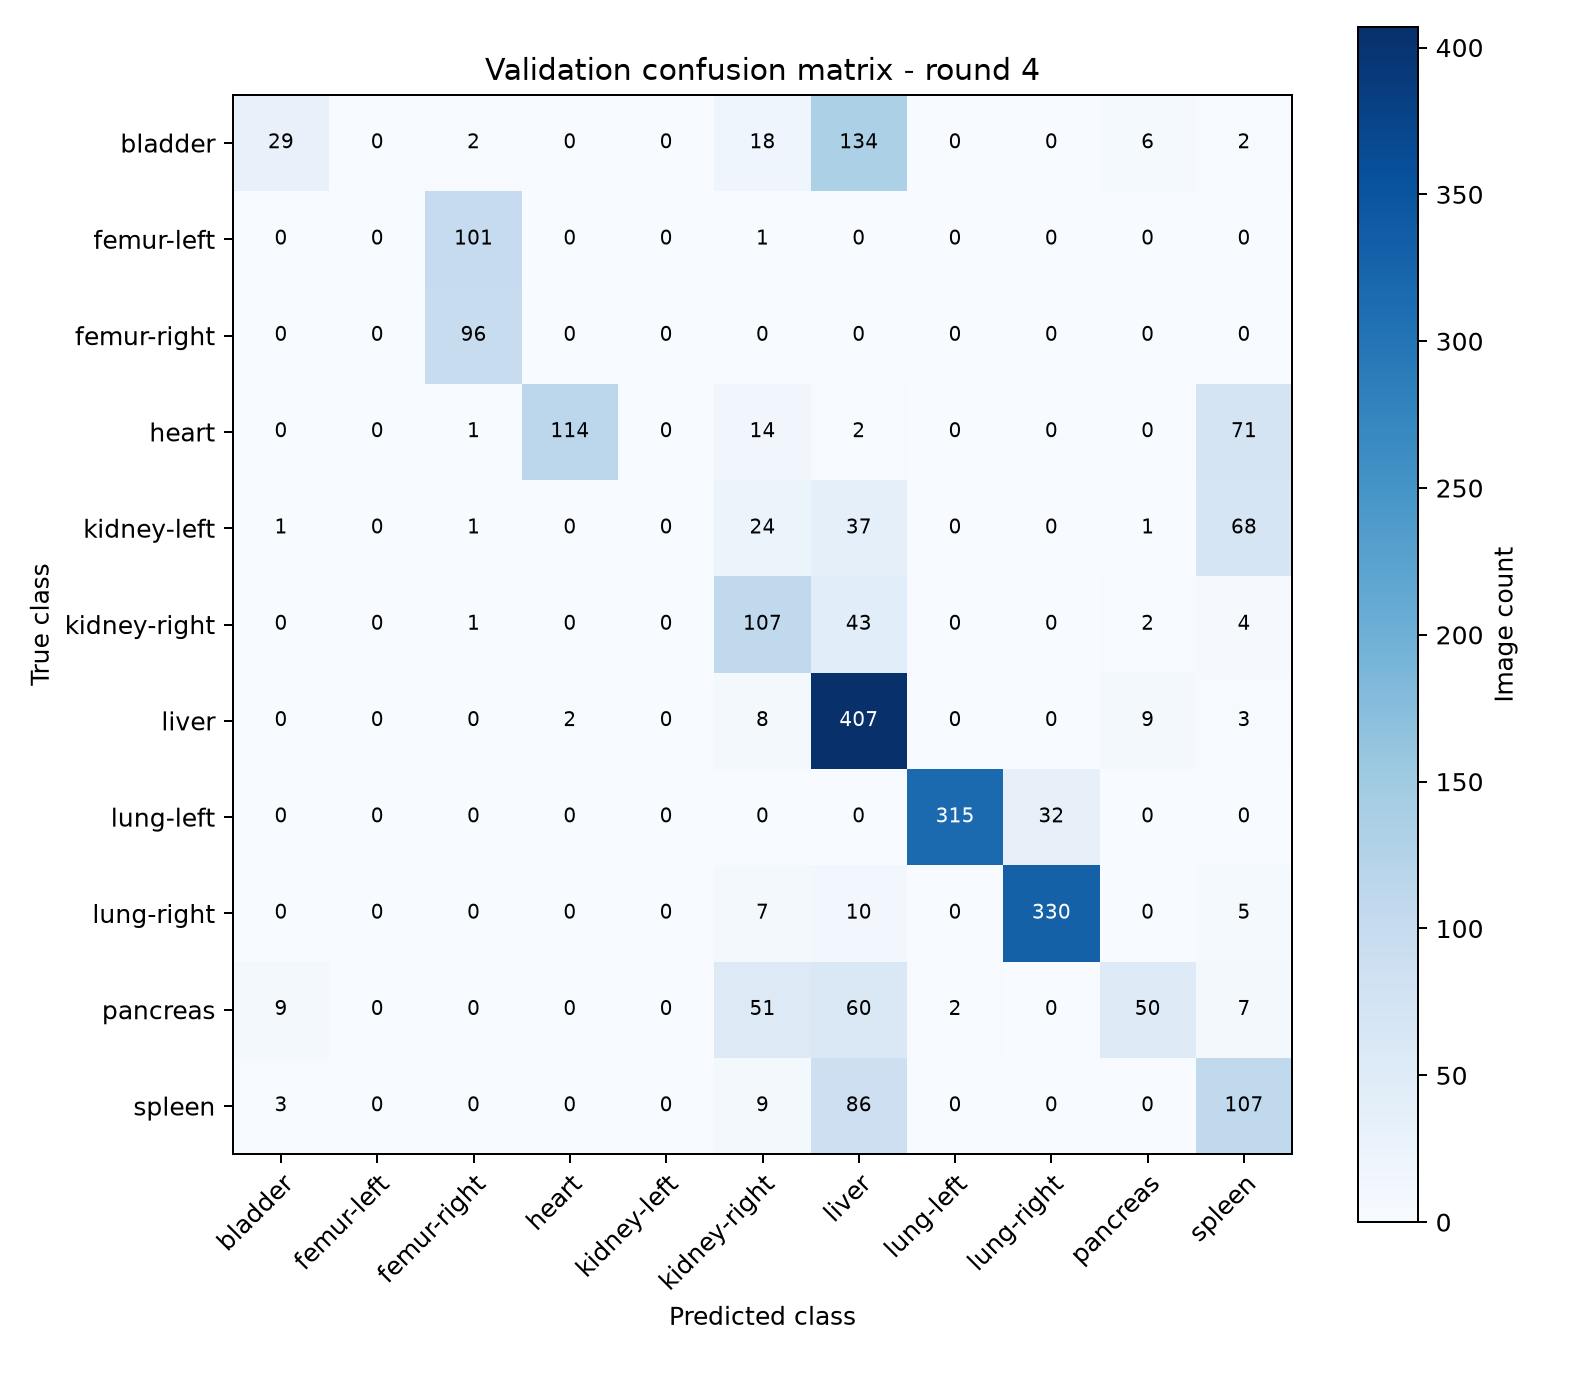 Validation confusion matrix - round 4
bladder 29 0 2 0 0 18 134 0 0 6 2
femur-left 0 0 101 0 0 1 0 0 0 0 0
femur-right 0 0 96 0 0 0 0 0 0 0 0
heart 0 0 1 114 0 14 2 0 0 0 71
kidney-left 1 0 1 0 0 24 37 0 0 1 68
kidney-right 0 0 1 0 0 107 43 0 0 2 4
liver 0 0 0 2 0 8 407 0 0 9 3
lung-left 0 0 0 0 0 0 0 315 32 0 0
lung-right 0 0 0 0 0 7 10 0 330 0 5
pancreas 9 0 0 0 0 51 60 2 0 50 7
spleen 3 0 0 0 0 9 86 0 0 0 107
True class
bladder femur-left femur-right heart kidney-left kidney-right liver lung-left lung-right pancreas spleen
Predicted class
400
350
300
250
200
150
100
50
0
Image count